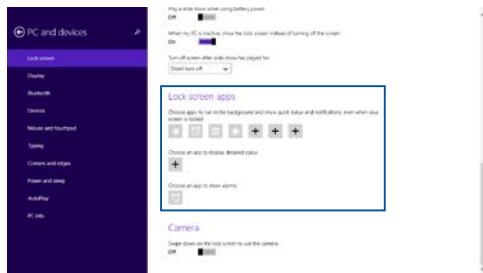 Play a slide show when using battery power
Off
PC and devices
When my PC is inactive, show the lock screen instead of turning off the screen
On
Lock screen
Turn off screen after slide show has played for
Don't turn off
Display
Bluetooth
Lock screen apps
Devices
Choose apps to run in the background and show quick status and notifications, even when your
screen is locked
Mouse and touchpad
Typing
Choose an app to display detailed status
Corners and edges
Power and sleep
Choose an app to show alarms
AutoPlay
PC info
Camera
Swipe down on the lock screen to use the camera.
Off